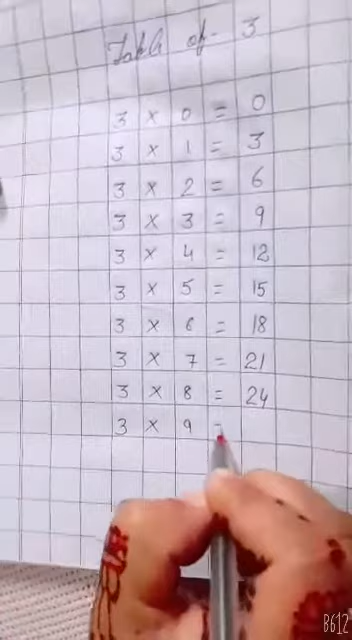 Table of - 3
3 × 0 = 0
3 × 1 = 3
3 × 2 = 6
3 × 3 = 9
3 × 4 = 12
3 × 5 = 15
3 × 6 = 18
3 × 7 = 21
3 × 8 = 24
3 × 9 =
B612